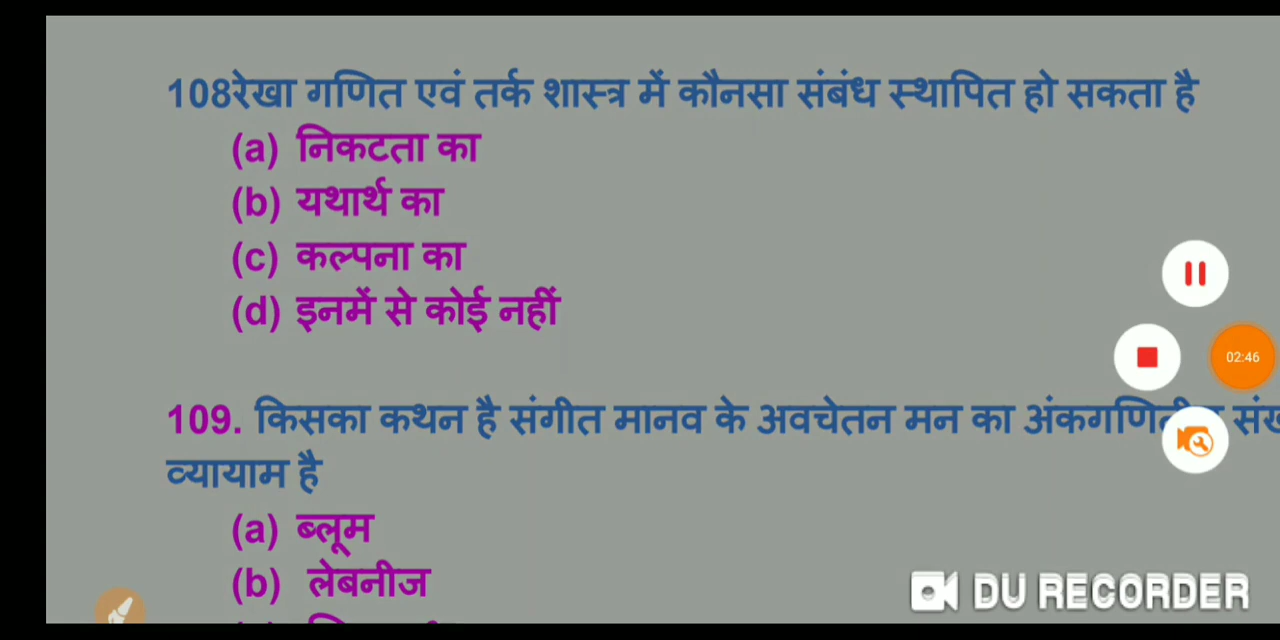 108रेखा गणित एवं तर्क शास्त्र में कौनसा संबंध स्थापित हो सकता है
(a) निकटता का
(b) यथार्थ का
(c) कल्पना का
(d) इनमें से कोई नहीं
02:46
109. किसका कथन है संगीत मानव के अवचेतन मन का
व्यायाम है
(a) ब्लूम
(b) लेबनीज
DU RECORDER